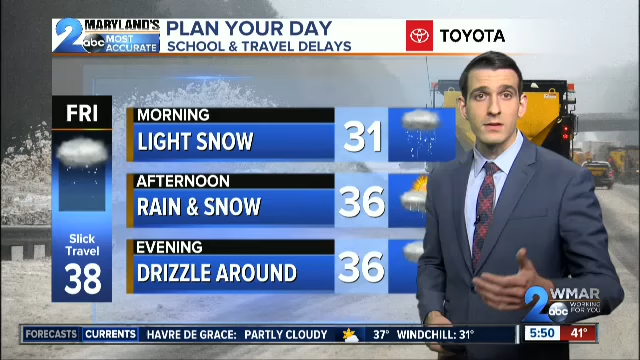 2 MARYLAND'S
abc MOST ACCURATE
PLAN YOUR DAY
SCHOOL & TRAVEL DELAYS
TOYOTA
FRI
Slick
Travel
38
MORNING
LIGHT SNOW 31
AFTERNOON
RAIN & SNOW 36
EVENING
DRIZZLE AROUND 36
2 WMAR
abc WORKING
FOR YOU
FORECASTS CURRENTS HAVRE DE GRACE: PARTLY CLOUDY 37° WINDCHILL: 31° 5:50 41°